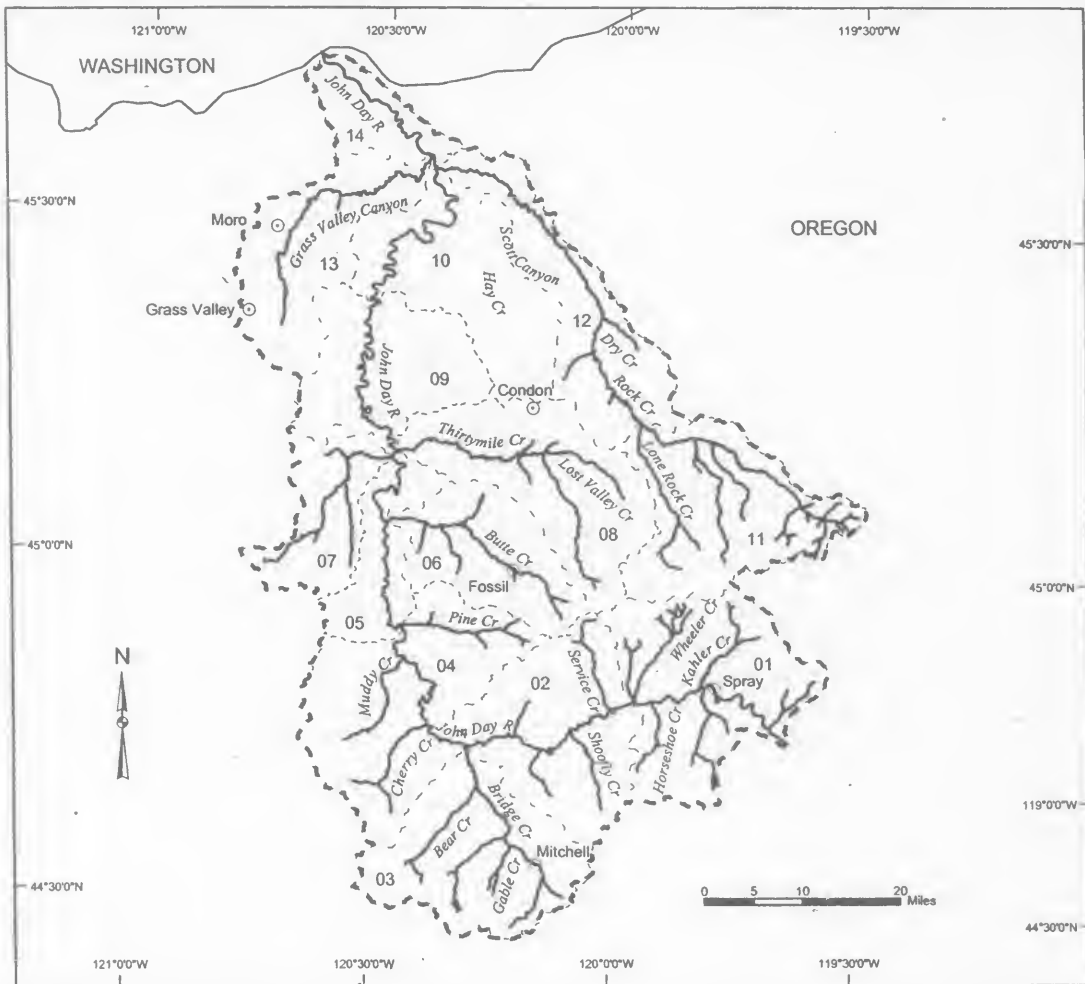 121°0'0"W
120°30'0"W
120°0'0"W
119°30'0"W
WASHINGTON
John Day R
14
45°30'0"N
Moro
Grass Valley Canyon
Scott Canyon
OREGON
45°30'0"N
13
10
Hay Cr
Grass Valley
12
John Day R
09
Dry Cr
Condon
Rock Cr
Thirtymile Cr
Lost Valley Cr
Lone Rock Cr
08
11
45°0'0"N
07
06
Butte Cr
Fossil
45°0'0"N
05
Pine Cr
Wheeler Cr
Kahler Cr
N
Muddy Cr
04
02
Service Cr
01
Spray
John Day R
Cherry Cr
Shoofly Cr
Horseshoe Cr
Bridge Cr
119°0'0"W
Bear Cr
Mitchell
03
Gable Cr
44°30'0"N
0 5 10 20
Miles
44°30'0"N
121°0'0"W
120°30'0"W
120°0'0"W
119°30'0"W